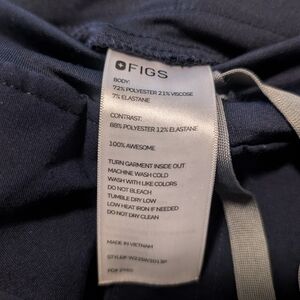 FIGS
BODY:
72% POLYESTER 21% VISCOSE
7% ELASTANE
CONTRAST:
88% POLYESTER 12% ELASTANE
100% AWESOME
TURN GARMENT INSIDE OUT
MACHINE WASH COLD
WASH WITH LIKE COLORS
DO NOT BLEACH
TUMBLE DRY LOW
LOW HEAT IRON IF NEEDED
DO NOT DRY CLEAN
MADE IN VIETNAM